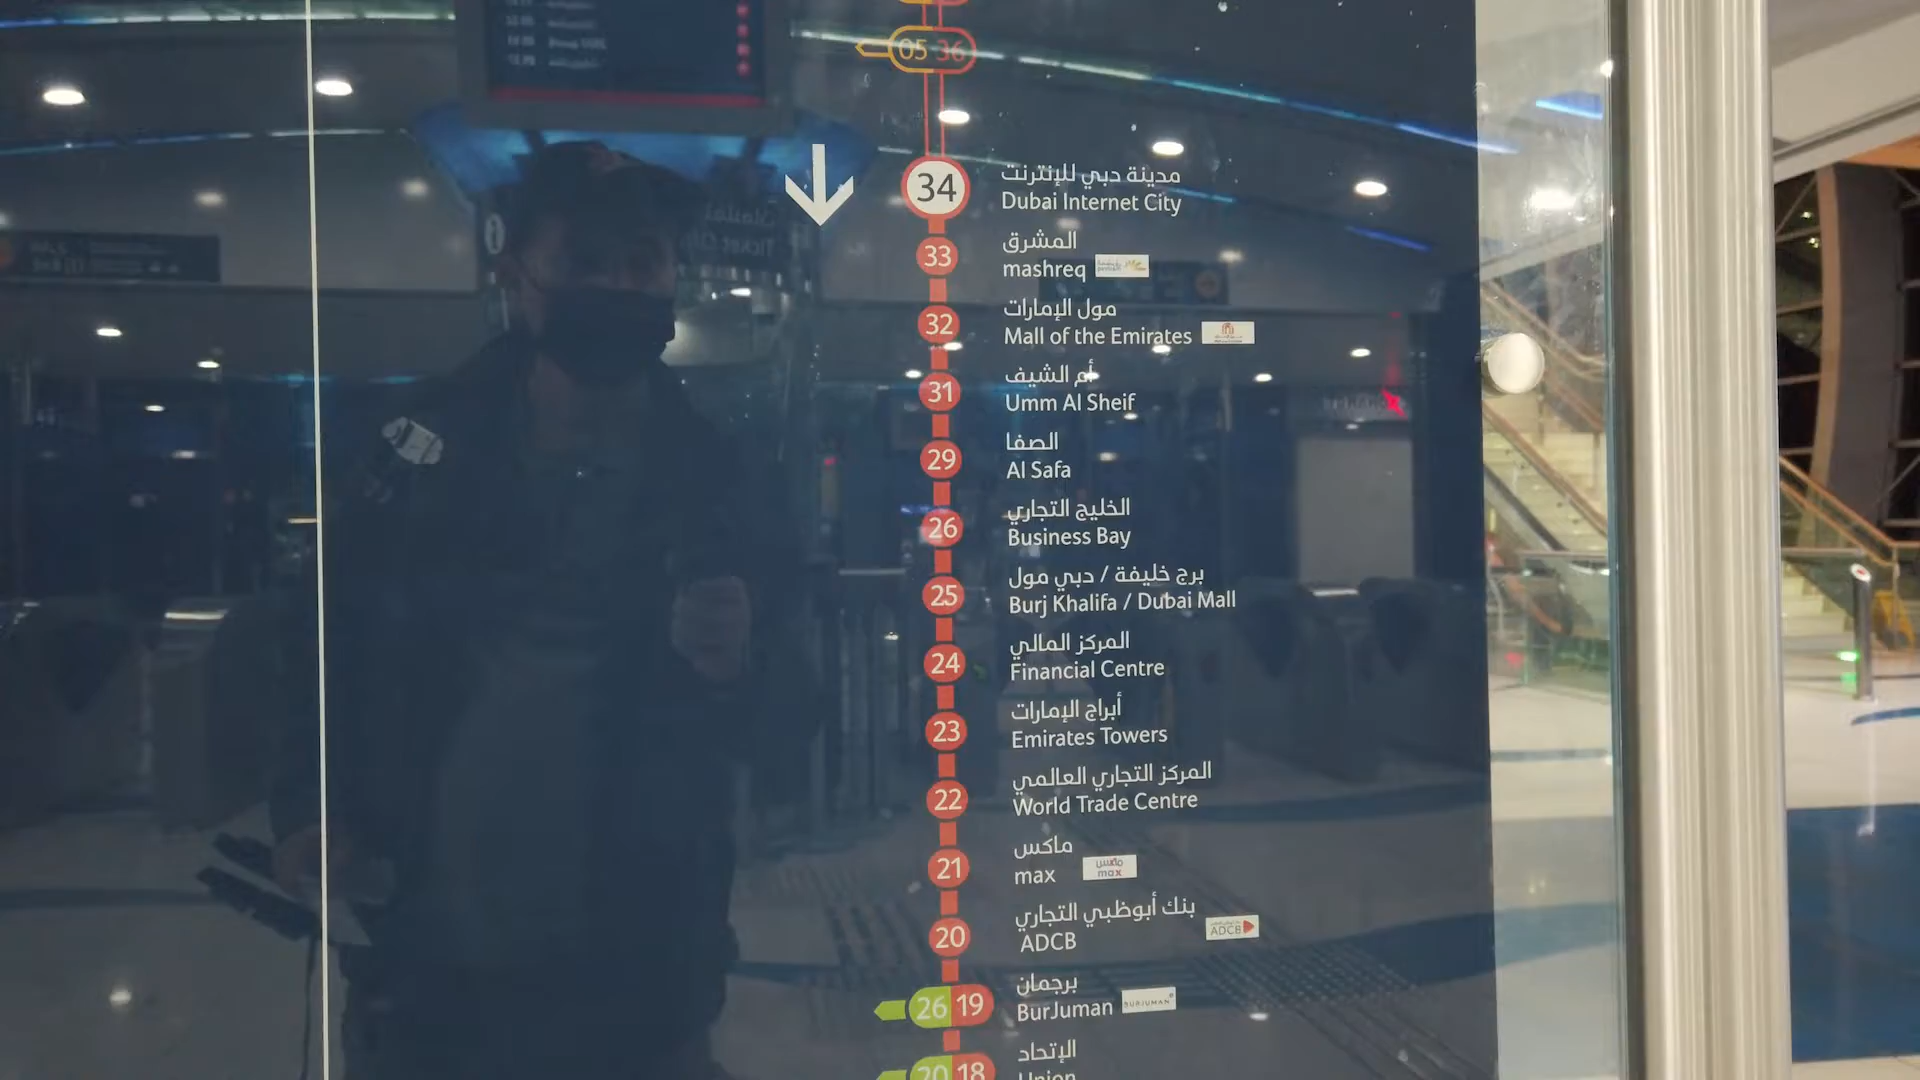 05 36
34
مدينة دبي للإنترنت
Dubai Internet City
33
المشرق
mashreq
32
مول الإمارات
Mall of the Emirates
31
أم الشيف
Umm Al Sheif
29
الصفا
Al Safa
26
الخليج التجاري
Business Bay
25
برج خليفة / دبي مول
Burj Khalifa / Dubai Mall
24
المركز المالي
Financial Centre
23
أبراج الإمارات
Emirates Towers
22
المركز التجاري العالمي
World Trade Centre
21
ماكس
max
max
20
بنك أبوظبي التجاري
ADCB
ADCB
26 19
برجمان
BurJuman
BURJUMAN
20 18
الإتحاد
Union